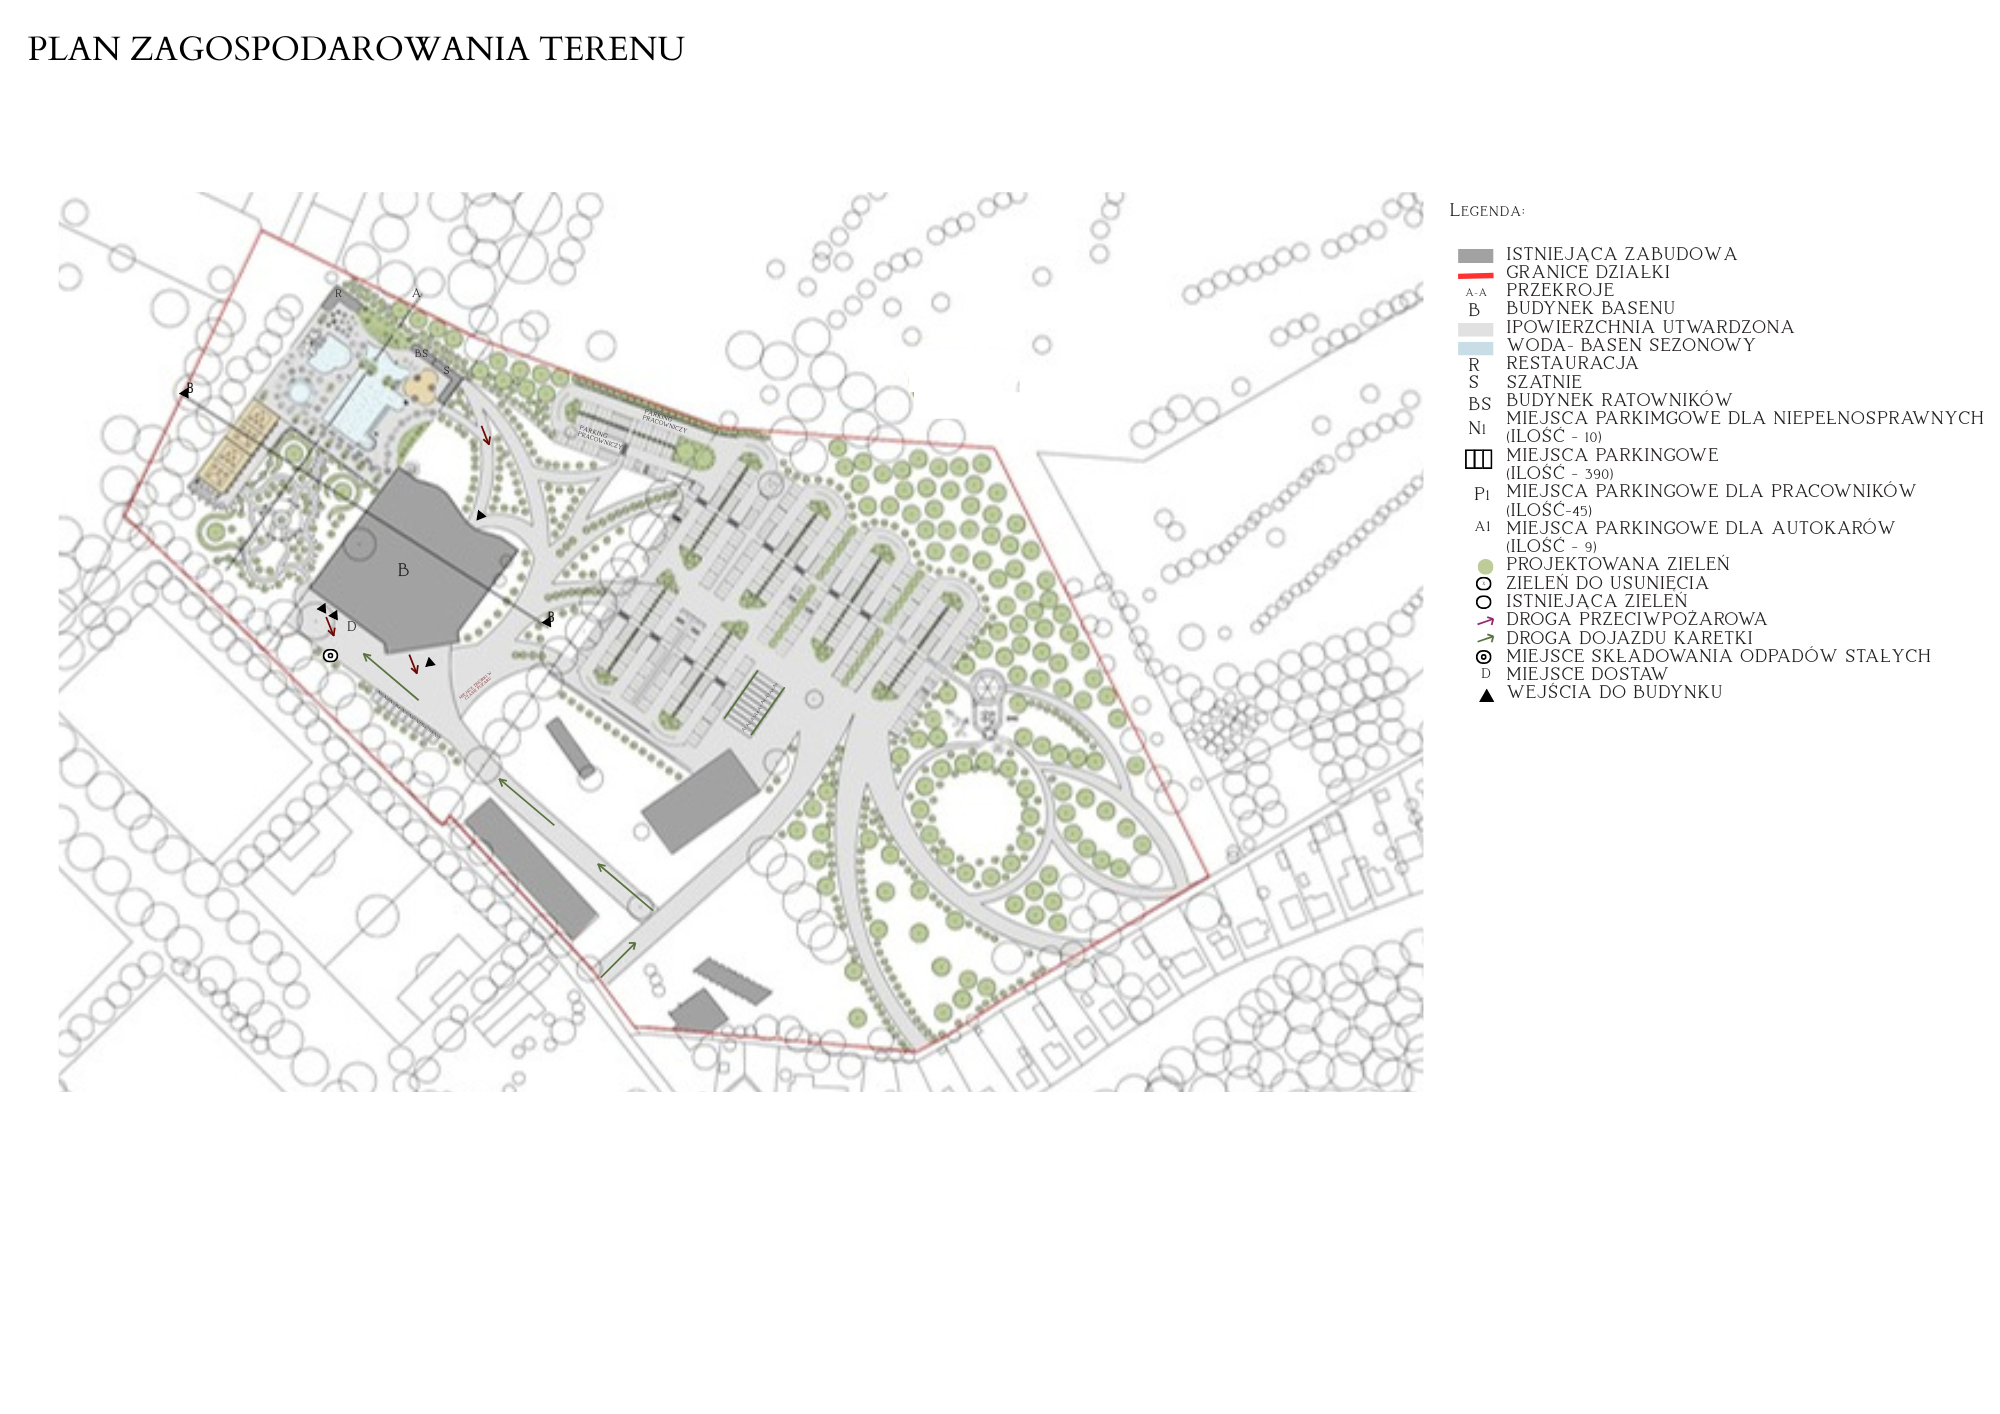 PLAN ZAGOSPODAROWANIA TERENU
LEGENDA:
ISTNIEJĄCA ZABUDOWA
GRANICE DZIAŁKI
A-A PRZEKROJE
B BUDYNEK BASENU
IPOWIERZCHNIA UTWARDZONA
WODA- BASEN SEZONOWY
R RESTAURACJA
S SZATNIE
BS BUDYNEK RATOWNIKÓW
N1 MIEJSCA PARKIMGOWE DLA NIEPEŁNOSPRAWNYCH
(ILOŚĆ - 10)
MIEJSCA PARKINGOWE
(ILOŚĆ - 390)
P1 MIEJSCA PARKINGOWE DLA PRACOWNIKÓW
(ILOŚĆ-45)
A1 MIEJSCA PARKINGOWE DLA AUTOKARÓW
(ILOŚĆ - 9)
PROJEKTOWANA ZIELEŃ
ZIELEŃ DO USUNIĘCIA
ISTNIEJĄCA ZIELEŃ
DROGA PRZECIWPOŻAROWA
DROGA DOJAZDU KARETKI
MIEJSCE SKŁADOWANIA ODPADÓW STAŁYCH
D MIEJSCE DOSTAW
WEJŚCIA DO BUDYNKU
R
A
BS
S
B
PARKING
PRACOWNICZY
PARKING
PRACOWNICZY
B
B
D